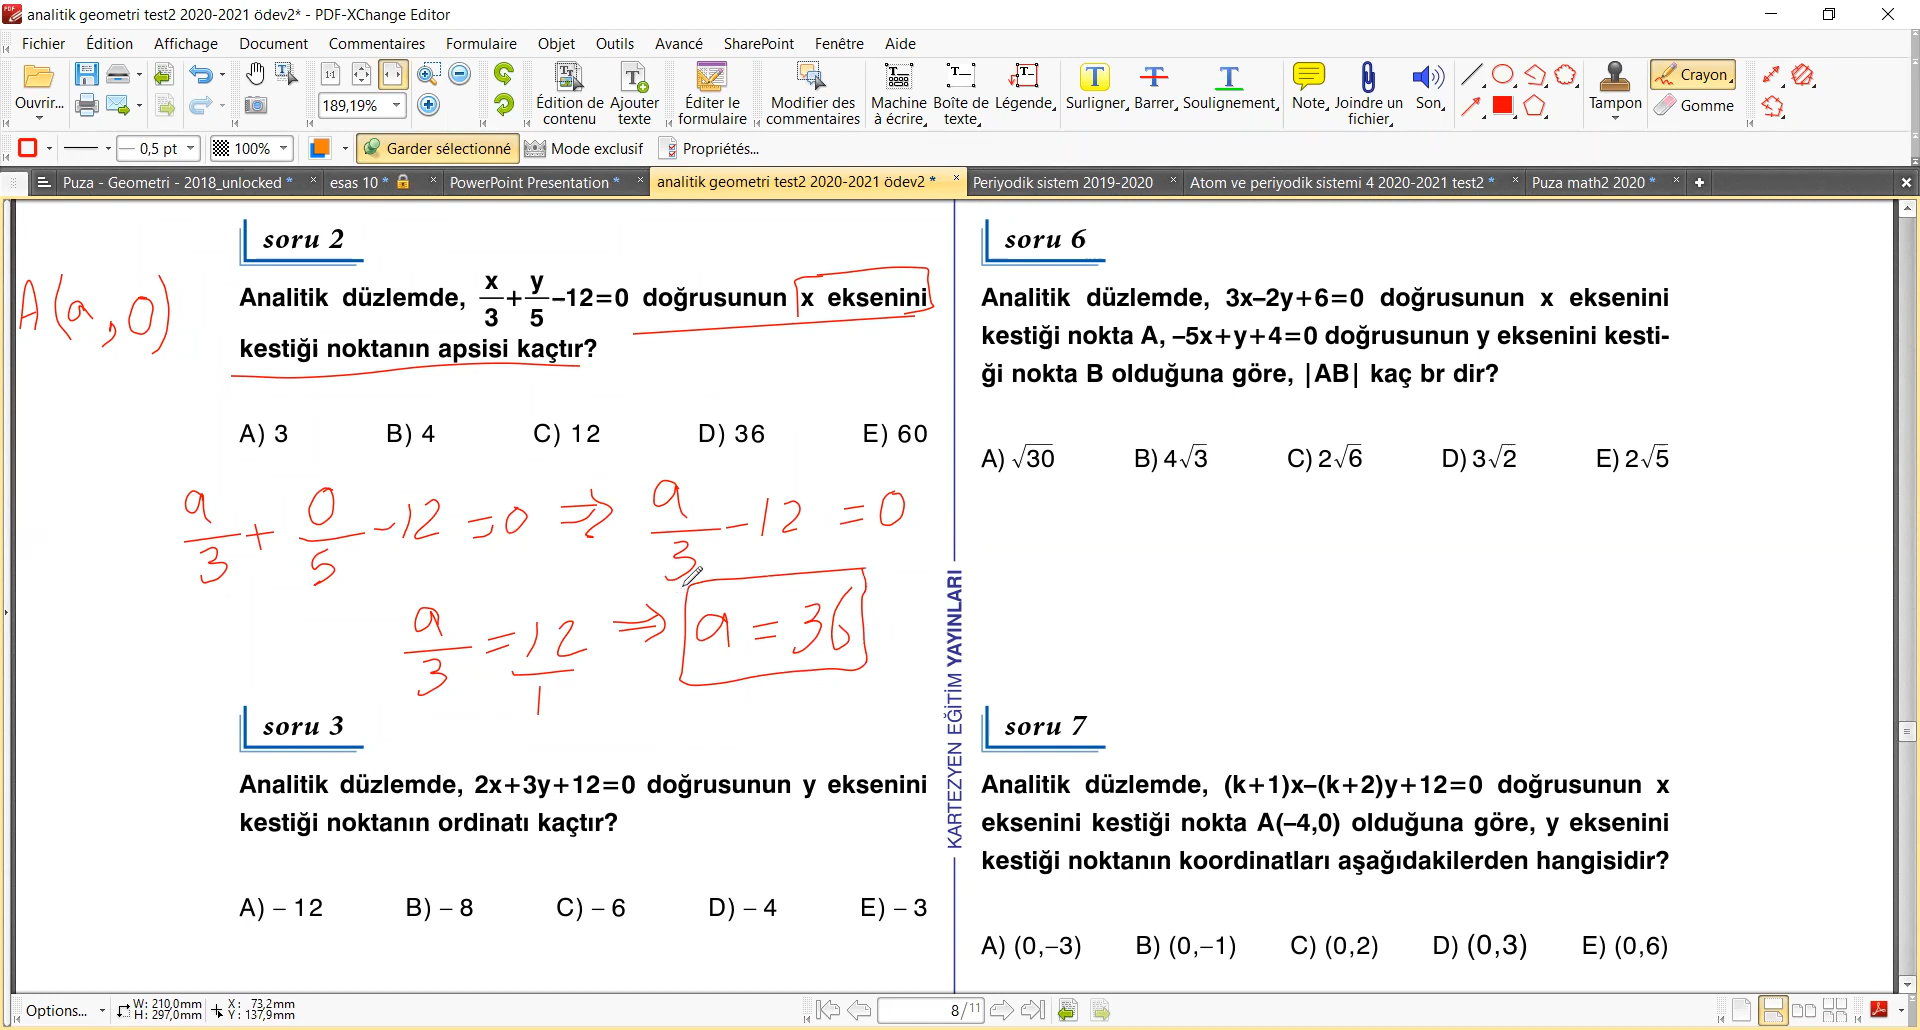 analitik geometri test2 2020-2021 ödev2* - PDF-XChange Editor
Fichier Édition Affichage Document Commentaires Formulaire Objet Outils Avancé SharePoint Fenêtre Aide
Ouvrir... 189,19% Édition de contenu Ajouter texte Éditer le formulaire Modifier des commentaires Machine à écrire Boîte de texte Légende Surligner Barrer Soulignement Note Joindre un fichier Son Tampon Crayon Gomme
0,5 pt 100% Garder sélectionné Mode exclusif Propriétés...
Puza - Geometri - 2018_unlocked * esas 10 * PowerPoint Presentation * analitik geometri test2 2020-2021 ödev2 * Periyodik sistem 2019-2020 Atom ve periyodik sistemi 4 2020-2021 test2 * Puza math2 2020 *
soru 2
A(a, 0)
Analitik düzlemde, x/3+y/5–12=0 doğrusunun x eksenini
kestiği noktanın apsisi kaçtır?
A) 3 B) 4 C) 12 D) 36 E) 60
a/3 + 0/5 - 12 = 0 ⇒ a/3 - 12 = 0
a/3 = 12/1 ⇒ a = 36
soru 3
Analitik düzlemde, 2x+3y+12=0 doğrusunun y eksenini
kestiği noktanın ordinatı kaçtır?
A) – 12 B) – 8 C) – 6 D) – 4 E) – 3
KARTEZYEN EĞİTİM YAYINLARI
soru 6
Analitik düzlemde, 3x–2y+6=0 doğrusunun x eksenini
kestiği nokta A, –5x+y+4=0 doğrusunun y eksenini kesti-
ği nokta B olduğuna göre, |AB| kaç br dir?
A) √30 B) 4√3 C) 2√6 D) 3√2 E) 2√5
soru 7
Analitik düzlemde, (k+1)x–(k+2)y+12=0 doğrusunun x
eksenini kestiği nokta A(–4,0) olduğuna göre, y eksenini
kestiği noktanın koordinatları aşağıdakilerden hangisidir?
A) (0,–3) B) (0,–1) C) (0,2) D) (0,3) E) (0,6)
Options... W: 210,0mm X: 73,2mm 8/11
H: 297,0mm Y: 137,9mm